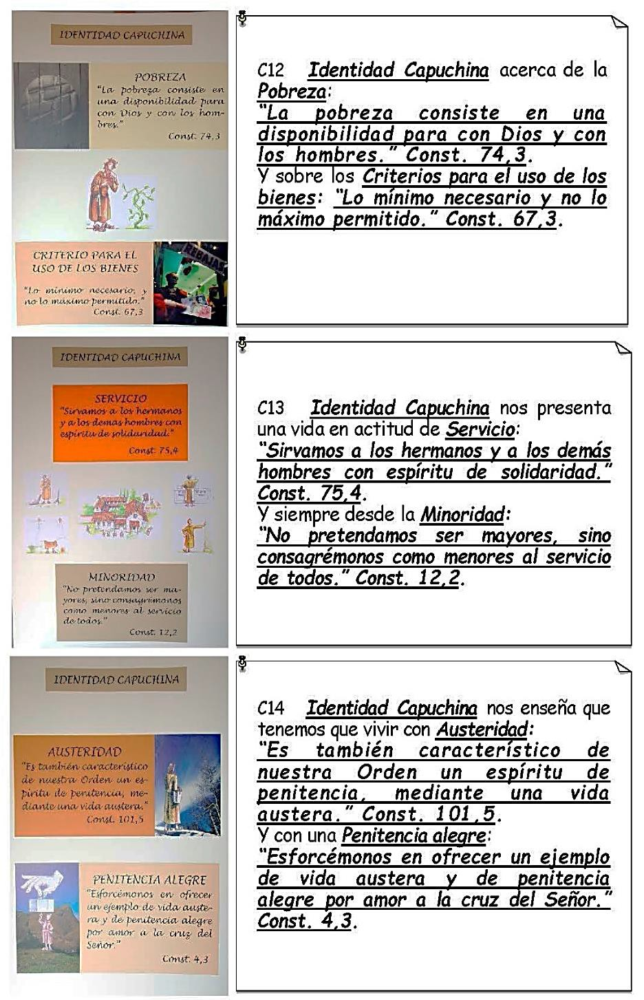 IDENTIDAD CAPUCHINA
POBREZA
"La pobreza consiste en
una disponibilidad para
con Dios y con los hom-
bres."
Const. 74,3
CRITERIO PARA EL
USO DE LOS BIENES
"Lo mínimo necesario, y
no lo máximo permitido."
Const. 67,3
REBAJAS
C12 Identidad Capuchina acerca de la
Pobreza:
"La pobreza consiste en una
disponibilidad para con Dios y con
los hombres." Const. 74,3.
Y sobre los Criterios para el uso de los
bienes: "Lo mínimo necesario y no lo
máximo permitido." Const. 67,3.
IDENTIDAD CAPUCHINA
SERVICIO
"Sirvamos a los hermanos
y a los demas hombres con
espíritu de solidaridad."
Const. 75,4
MINORIDAD
"No pretendamos ser ma-
yores, sino consagrémonos
como menores al servicio
de todos."
Const. 12,2
C13 Identidad Capuchina nos presenta
una vida en actitud de Servicio:
"Sirvamos a los hermanos y a los demás
hombres con espíritu de solidaridad."
Const. 75,4.
Y siempre desde la Minoridad:
"No pretendamos ser mayores, sino
consagrémonos como menores al servicio
de todos." Const. 12,2.
IDENTIDAD CAPUCHINA
AUSTERIDAD
"Es también característico
de nuestra Orden un es-
píritu de penitencia, me-
diante una vida austera."
Const. 101,5
PENITENCIA ALEGRE
"Esforcémonos en ofrecer
un ejemplo de vida auste-
ra y de penitencia alegre
por amor a la cruz del
Señor."
Const. 4,3
C14 Identidad Capuchina nos enseña que
tenemos que vivir con Austeridad:
"Es también característico de
nuestra Orden un espíritu de
penitencia, mediante una vida
austera." Const. 101,5.
Y con una Penitencia alegre:
"Esforcémonos en ofrecer un ejemplo
de vida austera y de penitencia
alegre por amor a la cruz del Señor."
Const. 4,3.